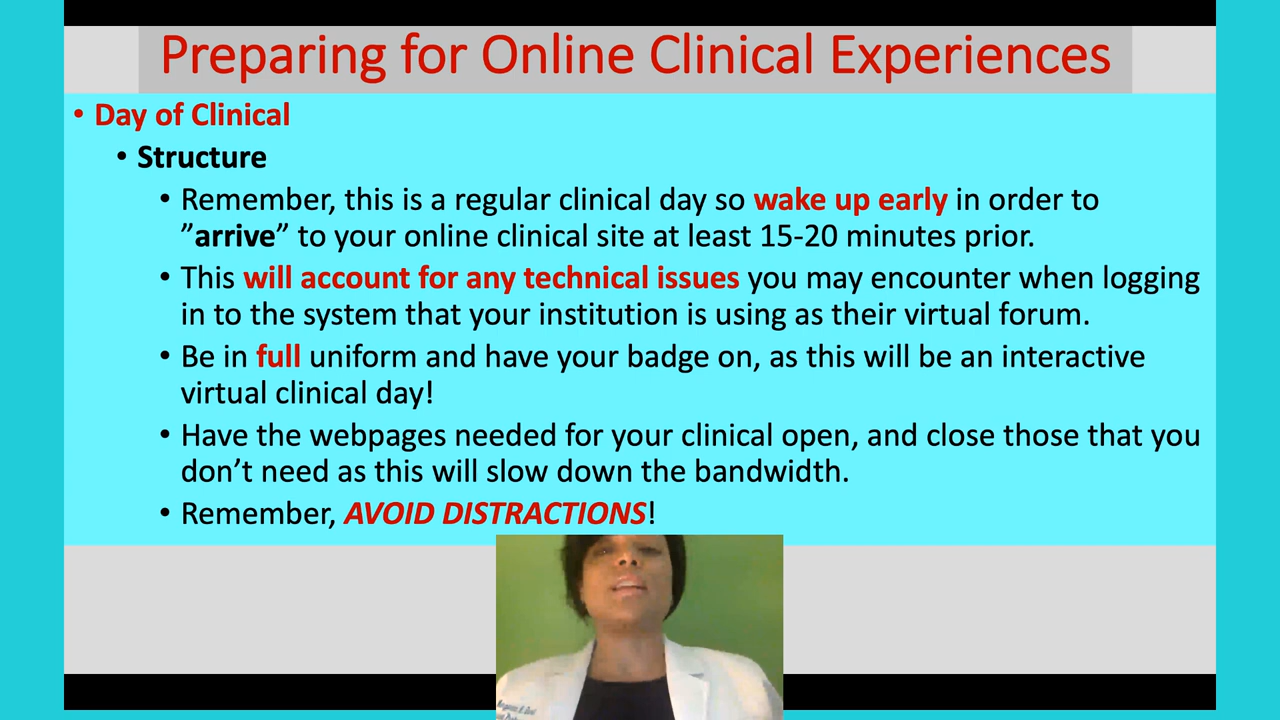 Preparing for Online Clinical Experiences
• Day of Clinical
• Structure
• Remember, this is a regular clinical day so wake up early in order to
”arrive” to your online clinical site at least 15-20 minutes prior.
• This will account for any technical issues you may encounter when logging
in to the system that your institution is using as their virtual forum.
• Be in full uniform and have your badge on, as this will be an interactive
virtual clinical day!
• Have the webpages needed for your clinical open, and close those that you
don’t need as this will slow down the bandwidth.
• Remember, AVOID DISTRACTIONS!